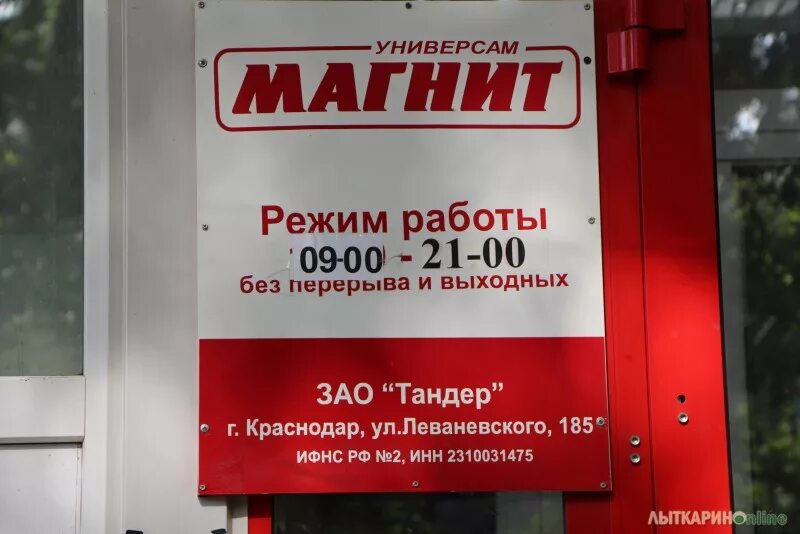 УНИВЕРСАМ
МАГНИТ
Режим работы
09-00 - 21-00
без перерыва и выходных
ЗАО “Тандер”
г. Краснодар, ул.Леваневского, 185
ИФНС РФ №2, ИНН 2310031475
ЛЫТКАРИНОonline